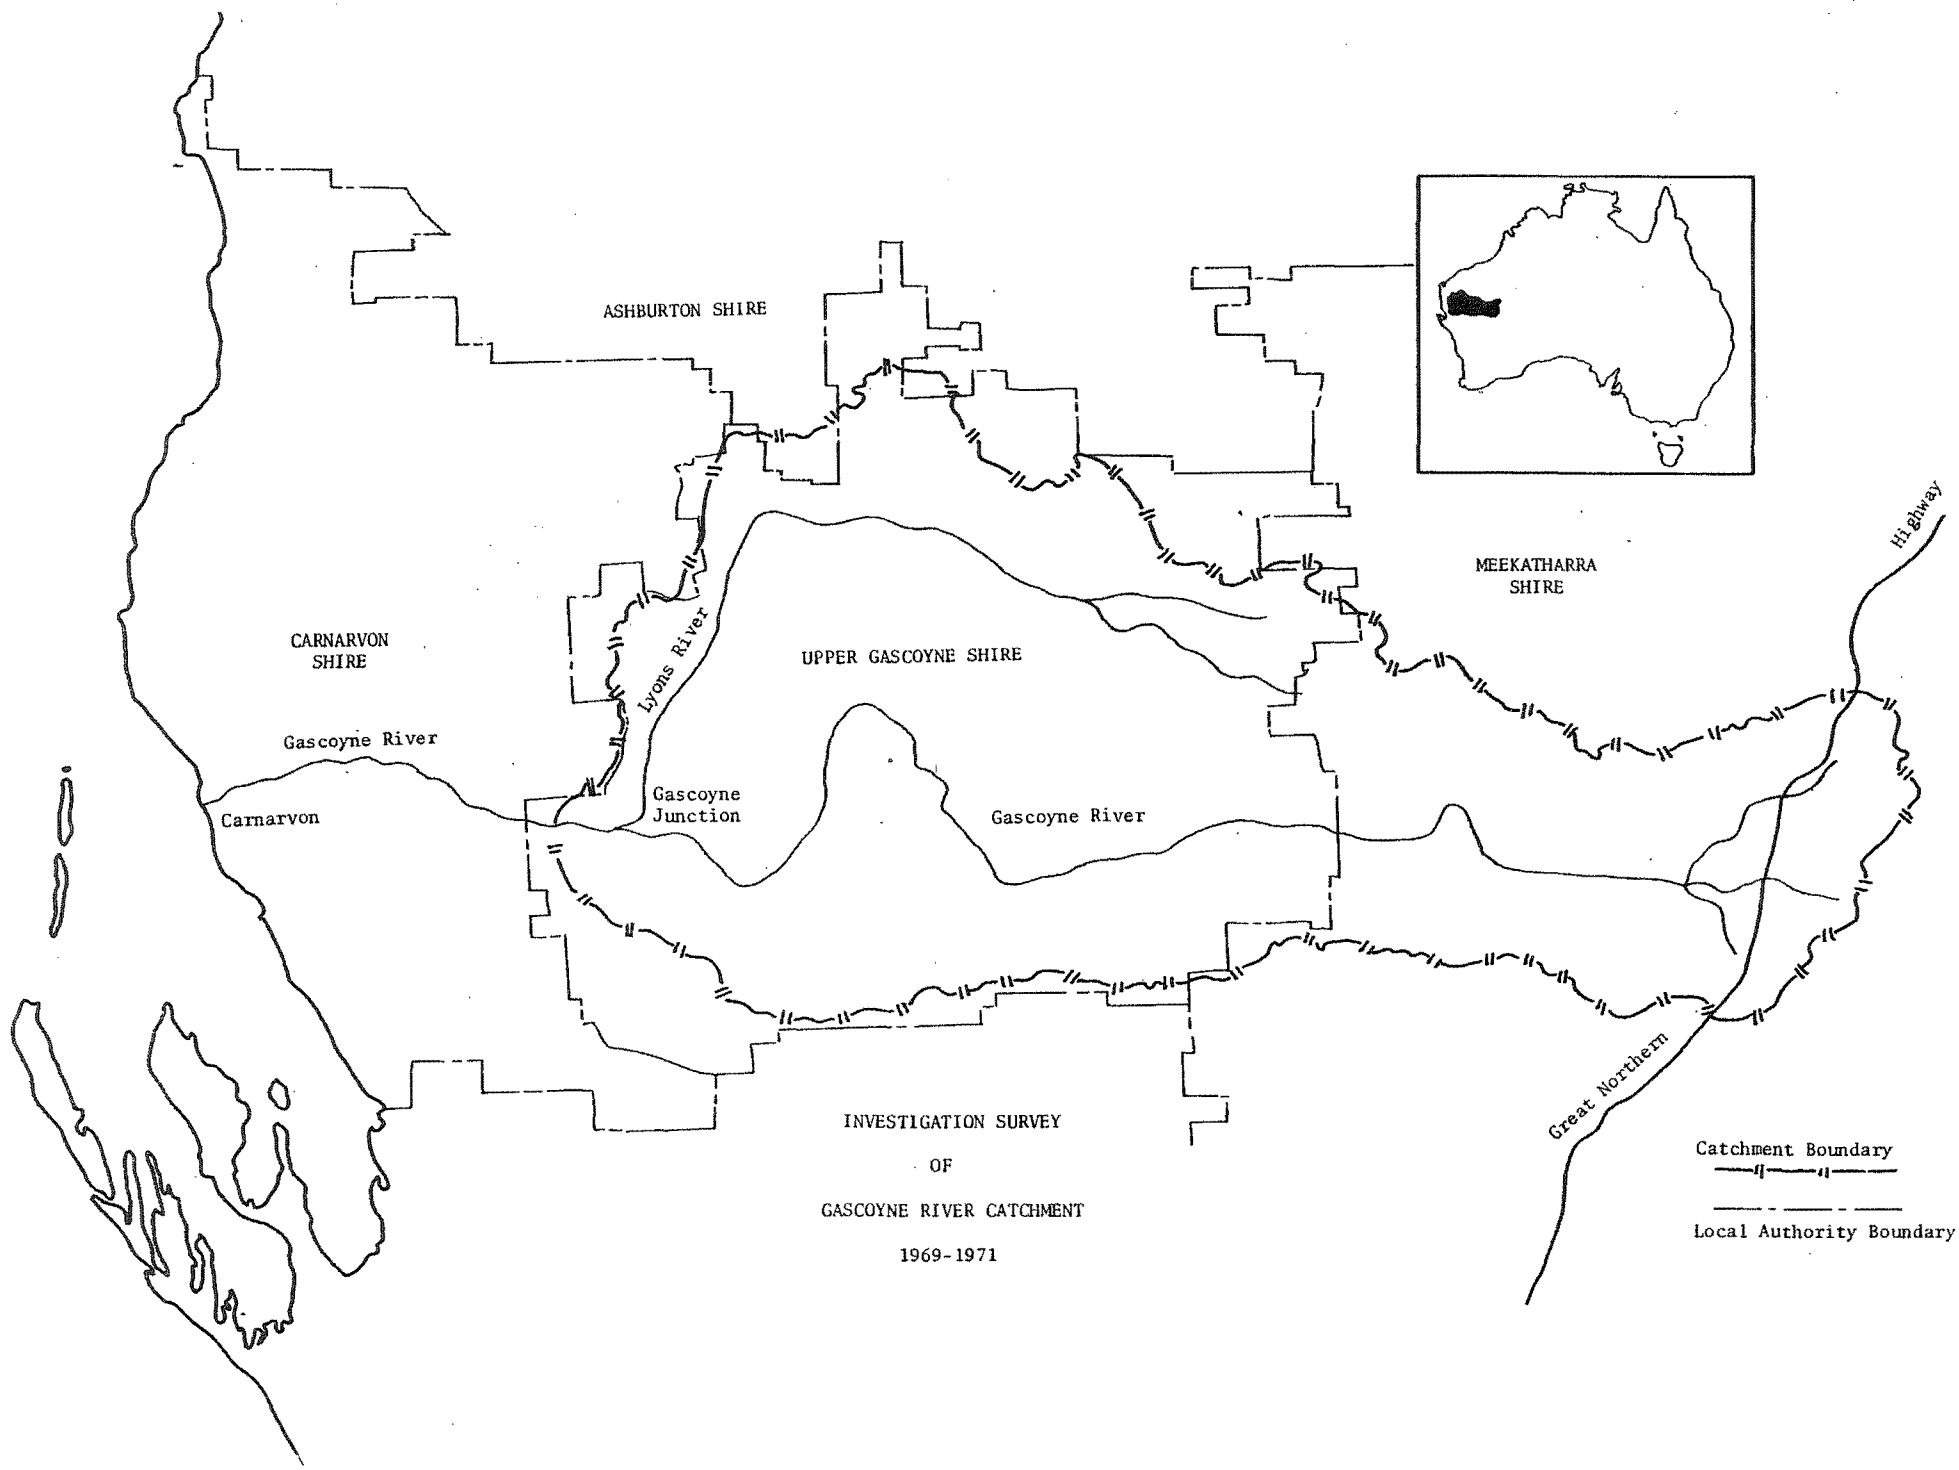 ASHBURTON SHIRE
Highway
MEEKATHARRA
SHIRE
CARNARVON
SHIRE
Lyons River
UPPER GASCOYNE SHIRE
Gascoyne River
Gascoyne
Junction
Carnarvon
Gascoyne River
Great Northern
INVESTIGATION SURVEY
OF
GASCOYNE RIVER CATCHMENT
1969-1971
Catchment Boundary
Local Authority Boundary